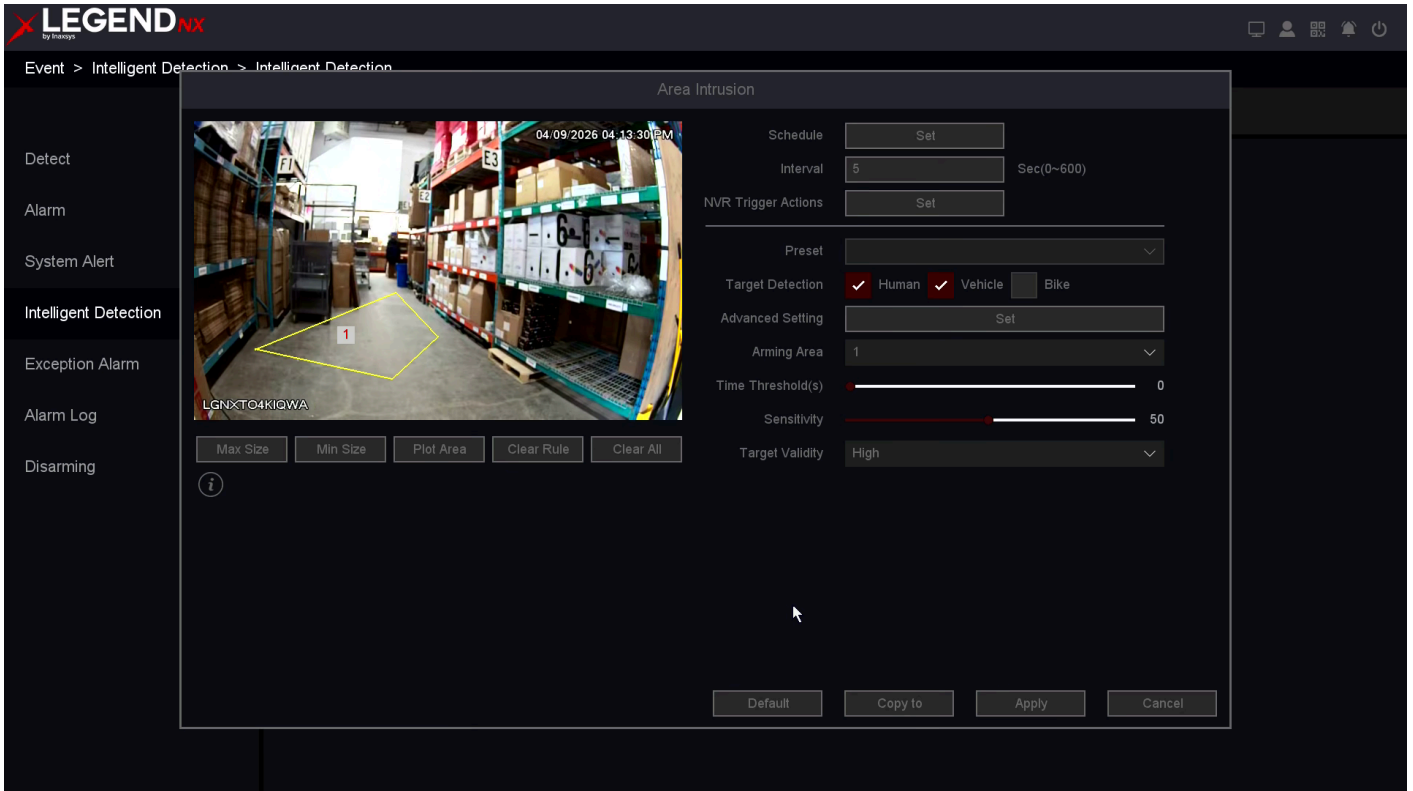 LEGEND NX
by Inaxsys
Event > Intelligent Detection > Intelligent Detection
Area Intrusion
Detect
Alarm
System Alert
Intelligent Detection
Exception Alarm
Alarm Log
Disarming
04/09/2026 04:13:30 PM
F1
E3
E2
1
LGNXTO4KIQWA
Max Size
Min Size
Plot Area
Clear Rule
Clear All
i
Schedule Set
Interval 5 Sec(0~600)
NVR Trigger Actions Set
Preset
Target Detection Human Vehicle Bike
Advanced Setting Set
Arming Area 1
Time Threshold(s) 0
Sensitivity 50
Target Validity High
Default
Copy to
Apply
Cancel